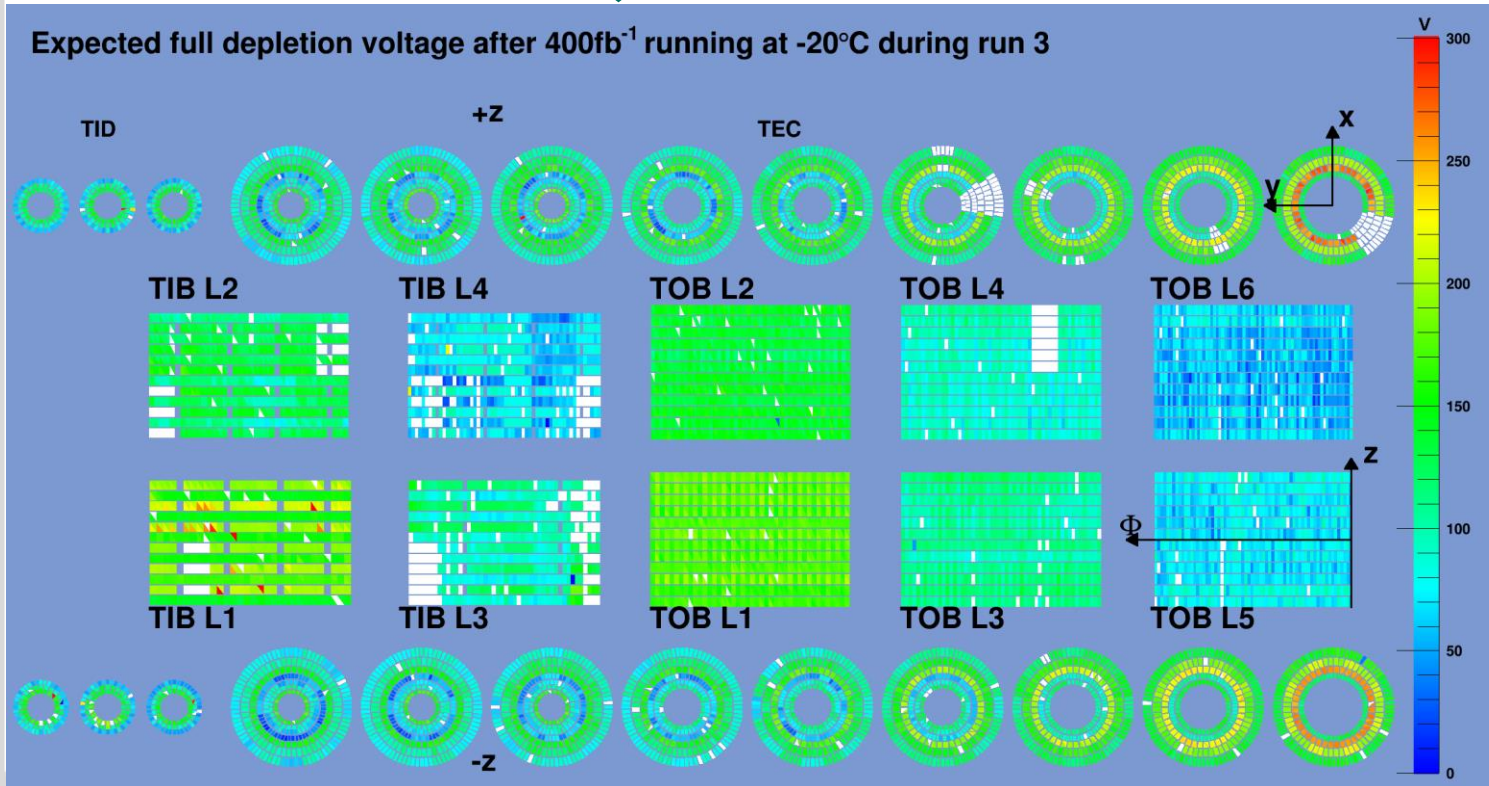 Expected full depletion voltage after 400fb⁻¹ running at -20°C during run 3
V
300
TID
+z
TEC
x
y
250
TIB L2
TIB L4
TOB L2
TOB L4
TOB L6
200
150
z
Φ
100
TIB L1
TIB L3
TOB L1
TOB L3
TOB L5
50
-z
0